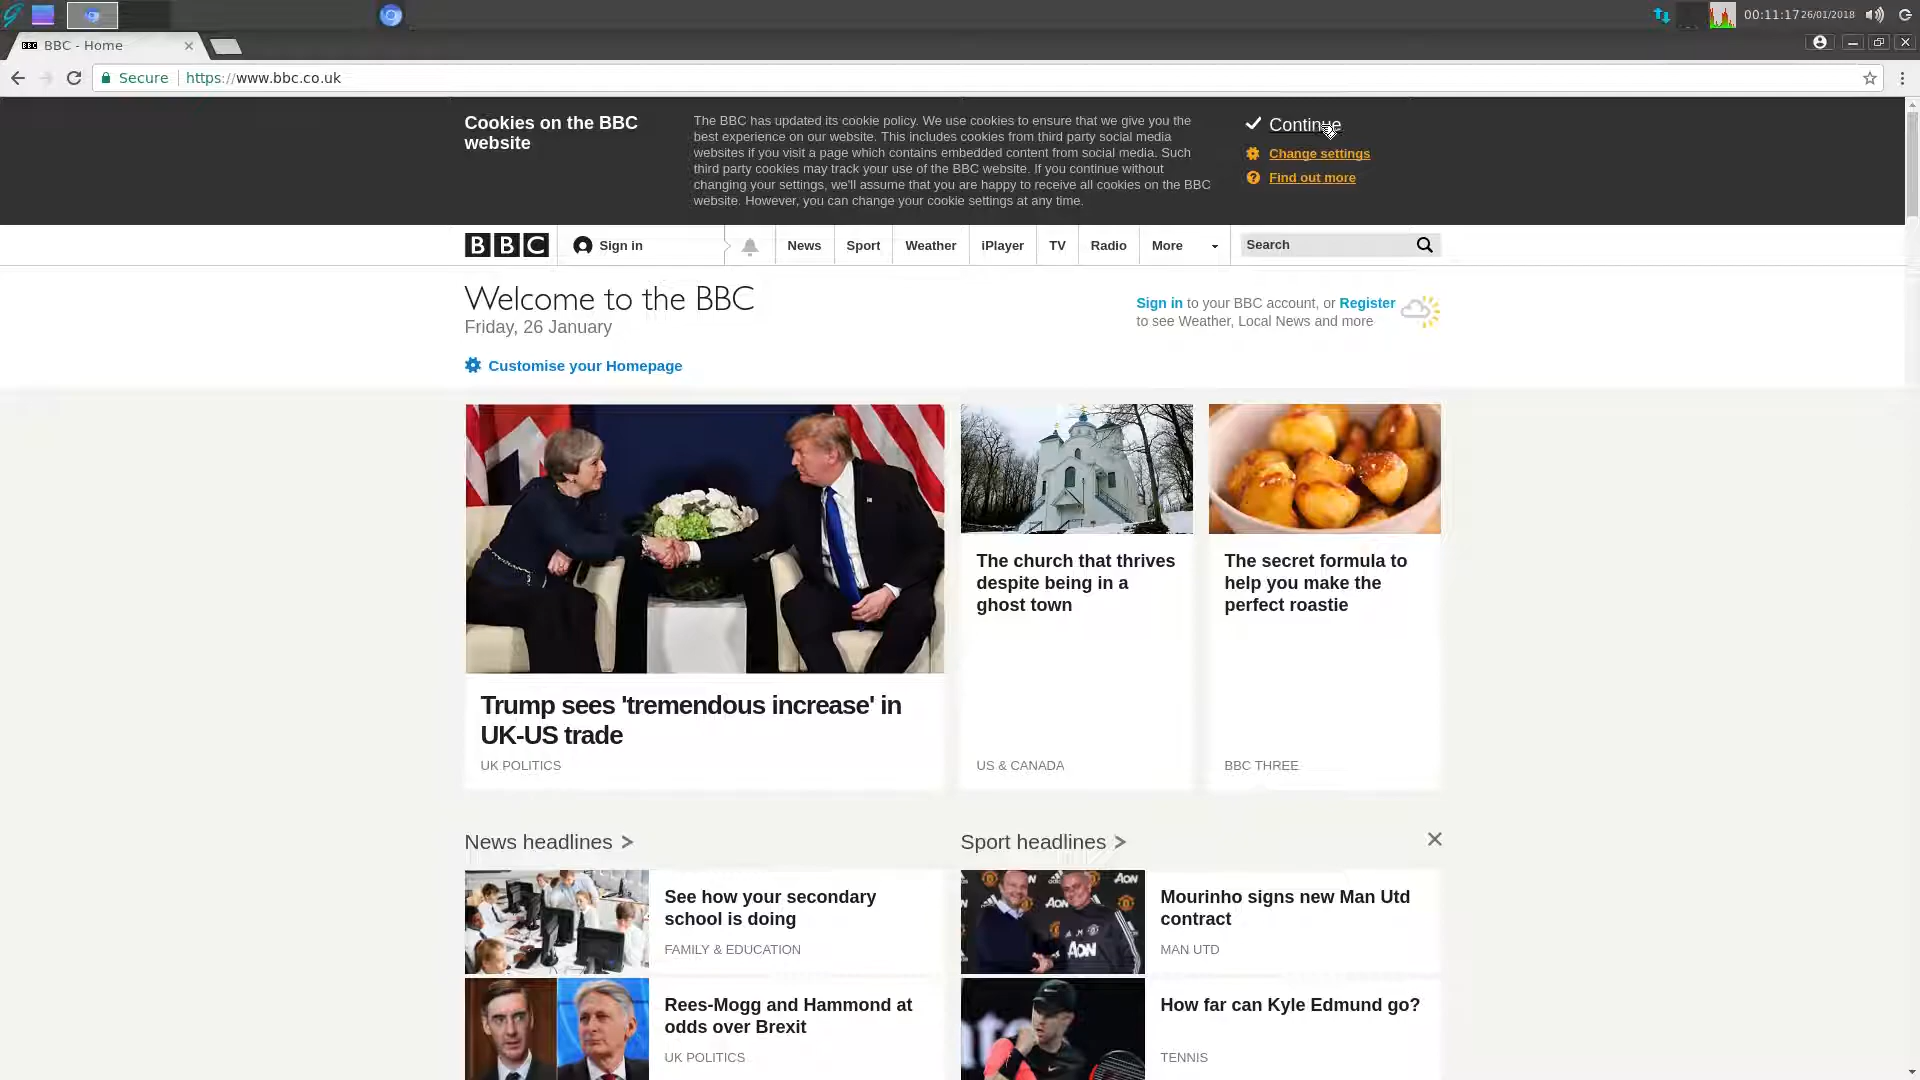 00:11:17 26/01/2018
BBC BBC - Home
Secure https://www.bbc.co.uk
Cookies on the BBC
website
The BBC has updated its cookie policy. We use cookies to ensure that we give you the
best experience on our website. This includes cookies from third party social media
websites if you visit a page which contains embedded content from social media. Such
third party cookies may track your use of the BBC website. If you continue without
changing your settings, we'll assume that you are happy to receive all cookies on the BBC
website. However, you can change your cookie settings at any time.
Continue
Change settings
Find out more
BBC Sign in News Sport Weather iPlayer TV Radio More Search
Welcome to the BBC
Friday, 26 January
Sign in to your BBC account, or Register
to see Weather, Local News and more
Customise your Homepage
Trump sees 'tremendous increase' in
UK-US trade
UK POLITICS
The church that thrives
despite being in a
ghost town
US & CANADA
The secret formula to
help you make the
perfect roastie
BBC THREE
News headlines
See how your secondary
school is doing
FAMILY & EDUCATION
Rees-Mogg and Hammond at
odds over Brexit
UK POLITICS
Sport headlines
AON
AON
Mourinho signs new Man Utd
contract
MAN UTD
How far can Kyle Edmund go?
TENNIS